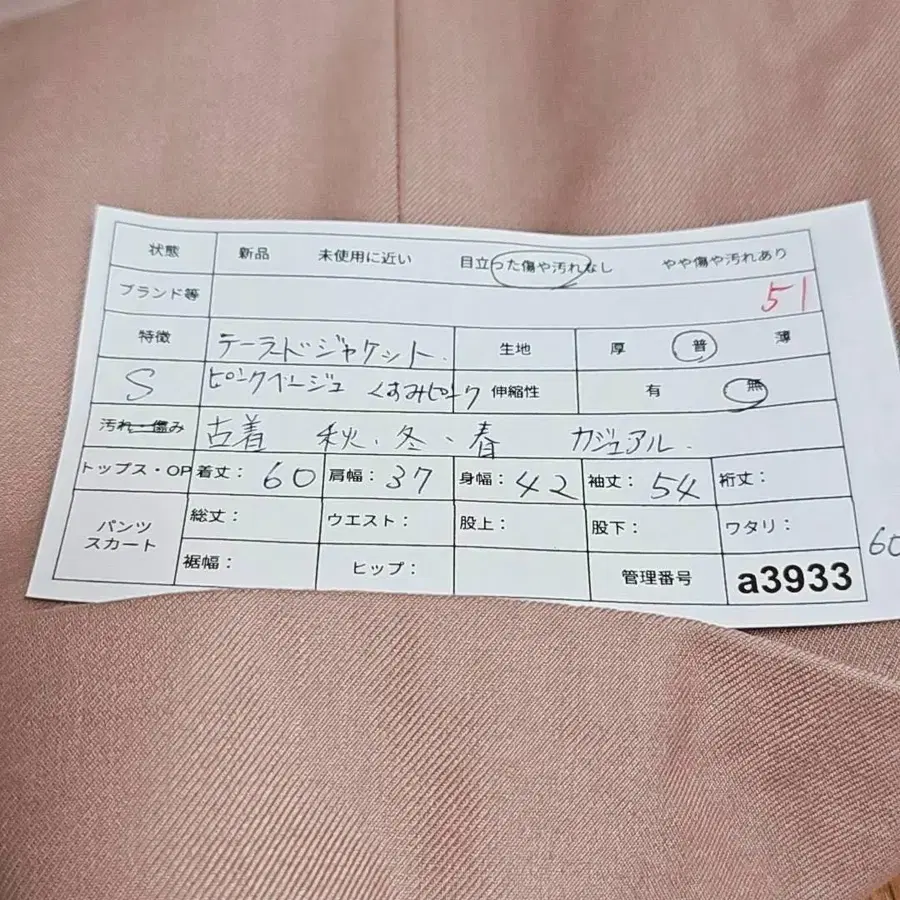 状態 新品 未使用に近い 目立った傷や汚れなし やや傷や汚れあり
ブランド等 51
特徴 テーラードジャケット. 生地 厚 普 薄
S ピンクベージュ くすみピンク 伸縮性 有 無
汚れ・傷み 古着 秋、冬、春 カジュアル.
トップス・OP 着丈: 60 肩幅: 37 身幅: 42 袖丈: 54 裄丈:
パンツ スカート 総丈: ウエスト: 股上: 股下: ワタリ:
60
裾幅: ヒップ: 管理番号 a3933